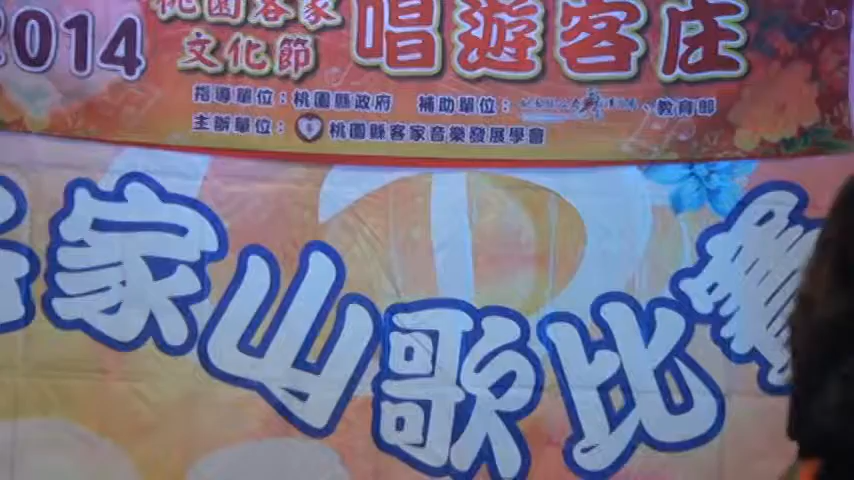 2014 桃園客家
文化節 唱遊客庄
指導單位：桃園縣政府 補助單位： 、教育部
主辦單位： 桃園縣客家音樂發展學會
客家山歌比賽